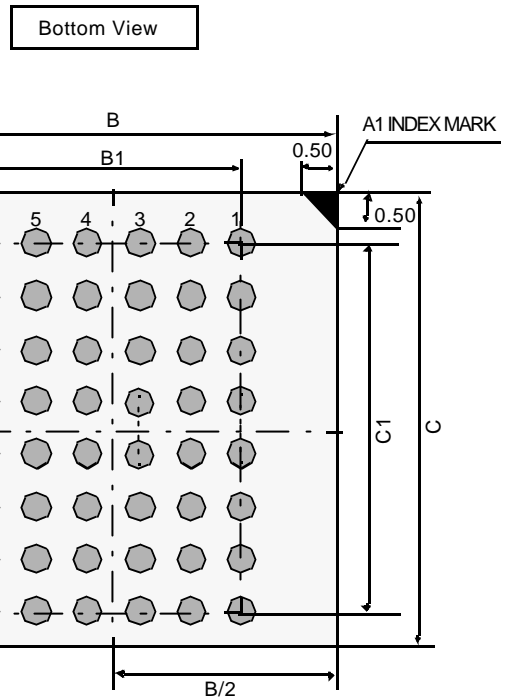 Bottom View
B
A1 INDEX MARK
B1
0.50
0.50
5 4 3 2 1
C1
C
B/2